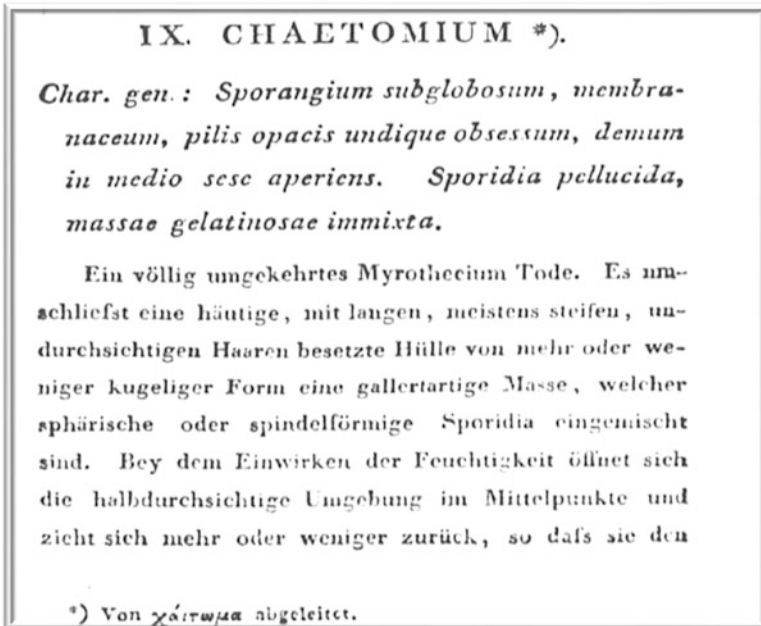 IX. CHAETOMIUM *).
Char. gen.: Sporangium subglobosum, membra-
naceum, pilis opacis undique obsessum, demum
in medio sese aperiens. Sporidia pellucida,
massae gelatinosae immixta.
Ein völlig umgekehrtes Myrothecium Tode. Es um-
schliefst eine häutige, mit langen, meistens steifen, un-
durchsichtigen Haaren besetzte Hülle von mehr oder we-
niger kugeliger Form eine gallertartige Masse, welcher
sphärische oder spindelförmige Sporidia eingemischt
sind. Bey dem Einwirken der Feuchtigkeit öffnet sich
die halbdurchsichtige Umgebung im Mittelpunkte und
zieht sich mehr oder weniger zurück, so dafs sie den
*) Von χάιτωμα abgeleitet.